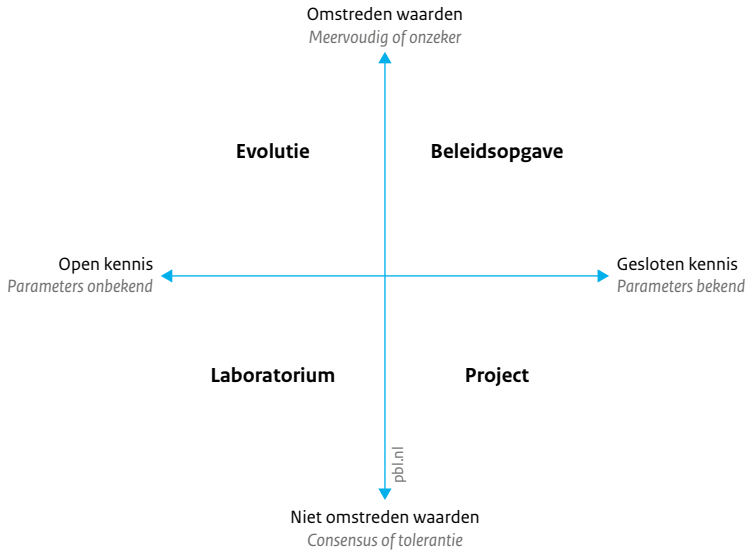 Omstreden waarden
Meervoudig of onzeker
Evolutie
Beleidsopgave
Open kennis
Parameters onbekend
Gesloten kennis
Parameters bekend
Laboratorium
Project
pbl.nl
Niet omstreden waarden
Consensus of tolerantie